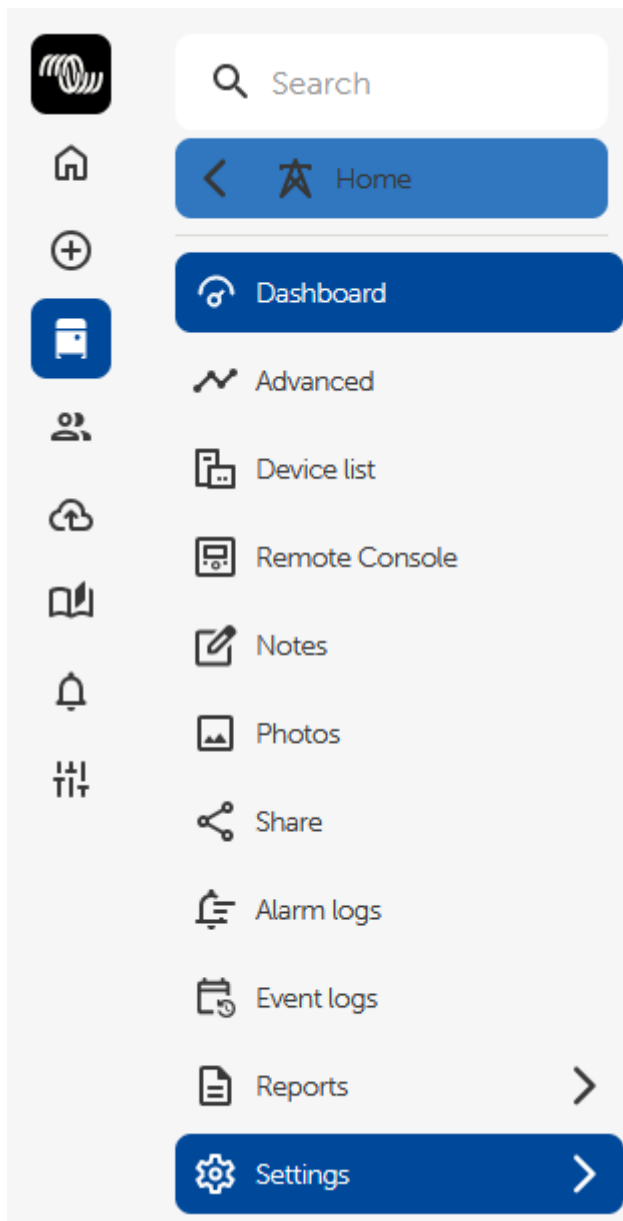 Search
Home
Dashboard
Advanced
Device list
Remote Console
Notes
Photos
Share
Alarm logs
Event logs
Reports
Settings